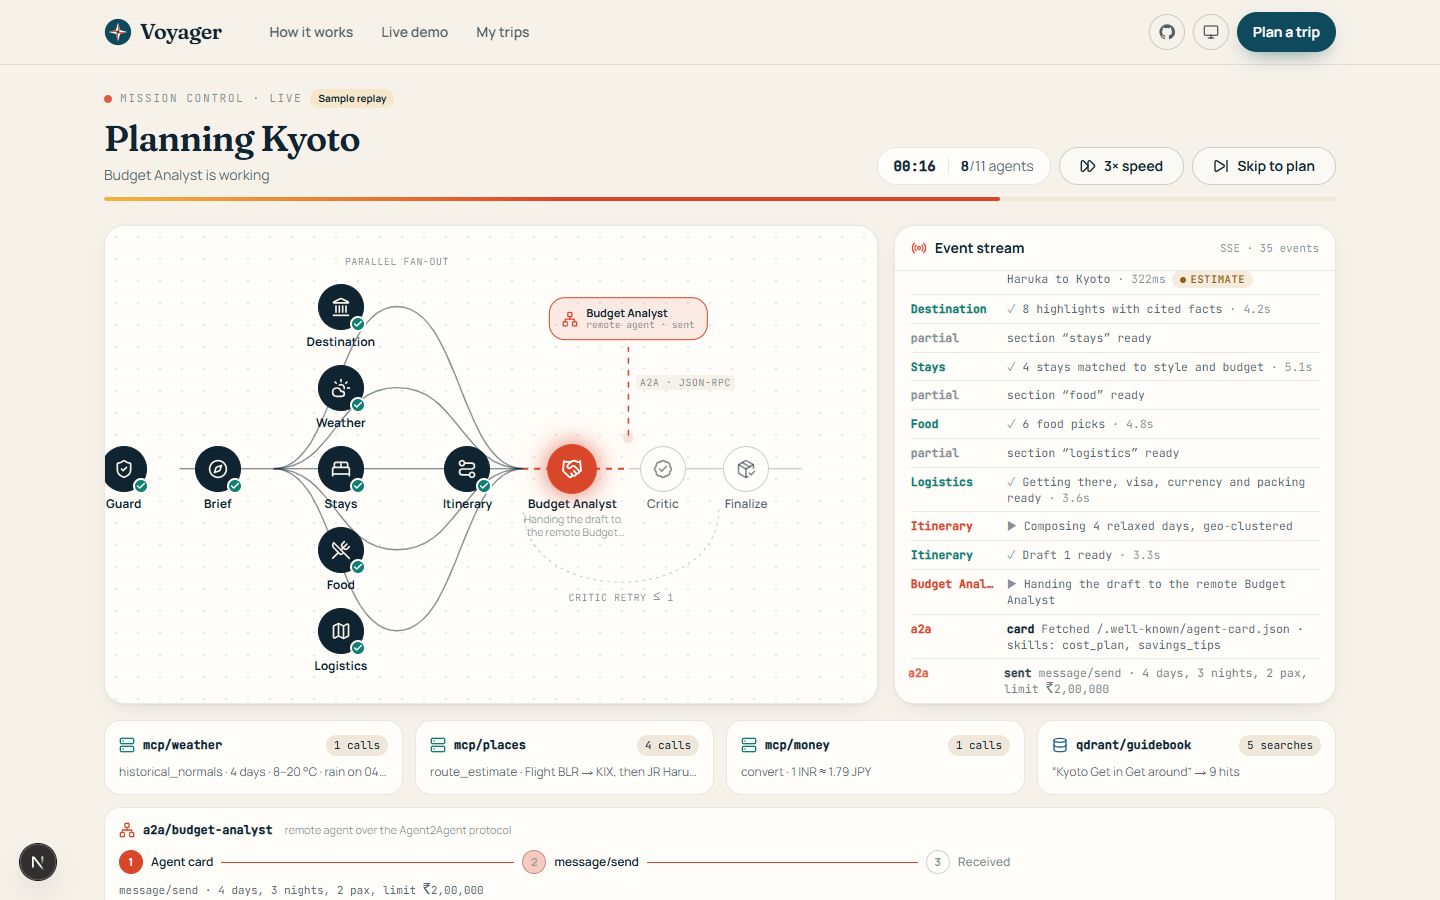 Voyager
How it works
Live demo
My trips
Plan a trip
MISSION CONTROL · LIVE
Sample replay
Planning Kyoto
Budget Analyst is working
00:16
8/11 agents
3× speed
Skip to plan
PARALLEL FAN-OUT
Destination
Weather
Guard
Brief
Stays
Itinerary
Food
Logistics
Budget Analyst
remote agent · sent
A2A · JSON-RPC
Budget Analyst
Handing the draft to
the remote Budget…
Critic
Finalize
CRITIC RETRY ≤ 1
Event stream
SSE · 35 events
Haruka to Kyoto · 322ms ESTIMATE
Destination ✓ 8 highlights with cited facts · 4.2s
partial section “stays” ready
Stays ✓ 4 stays matched to style and budget · 5.1s
partial section “food” ready
Food ✓ 6 food picks · 4.8s
partial section “logistics” ready
Logistics ✓ Getting there, visa, currency and packing
ready · 3.6s
Itinerary ▶ Composing 4 relaxed days, geo-clustered
Itinerary ✓ Draft 1 ready · 3.3s
Budget Anal… ▶ Handing the draft to the remote Budget
Analyst
a2a card Fetched /.well-known/agent-card.json ·
skills: cost_plan, savings_tips
a2a sent message/send · 4 days, 3 nights, 2 pax,
limit ₹2,00,000
mcp/weather
1 calls
historical_normals · 4 days · 8–20 °C · rain on 04…
mcp/places
4 calls
route_estimate · Flight BLR → KIX, then JR Haru…
mcp/money
1 calls
convert · 1 INR ≈ 1.79 JPY
qdrant/guidebook
5 searches
“Kyoto Get in Get around” → 9 hits
a2a/budget-analyst remote agent over the Agent2Agent protocol
1 Agent card
2 message/send
3 Received
message/send · 4 days, 3 nights, 2 pax, limit ₹2,00,000
N